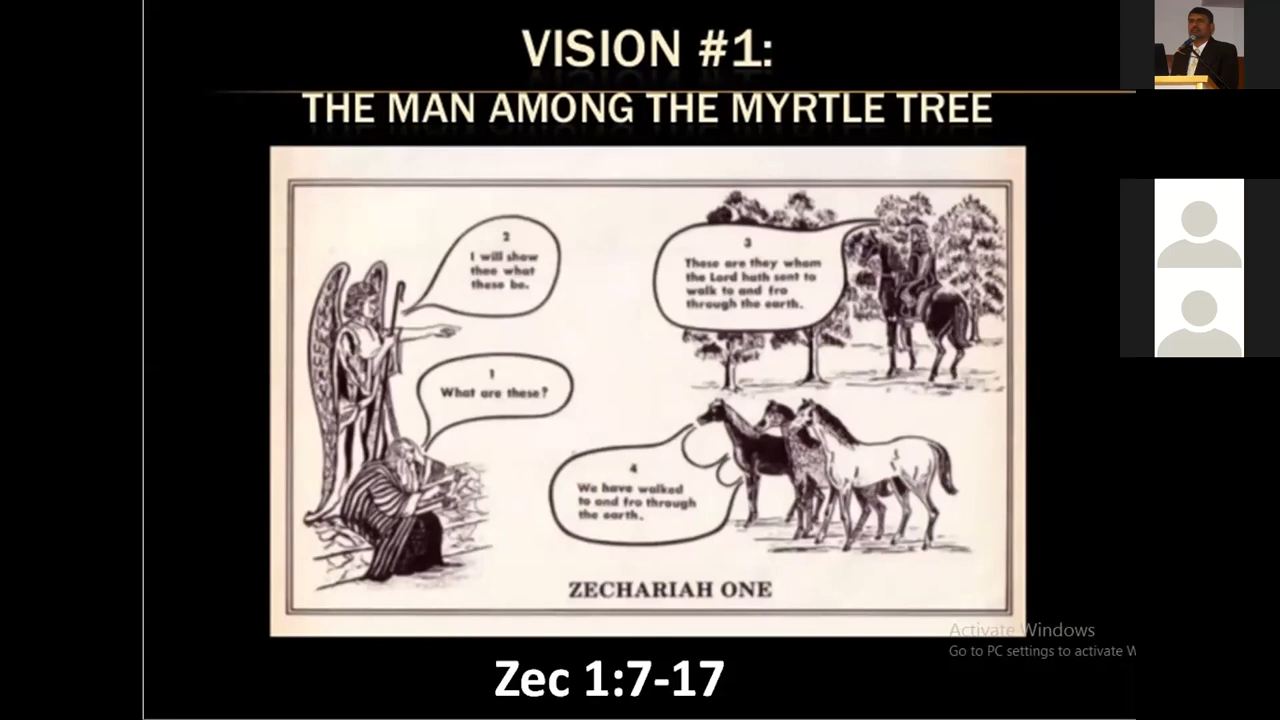 VISION #1:
THE MAN AMONG THE MYRTLE TREE
2
I will show
thee what
these be.
3
These are they whom
the Lord hath sent to
walk to and fro
through the earth.
1
What are these?
4
We have walked
to and fro through
the earth.
ZECHARIAH ONE
Activate Windows
Go to PC settings to activate W
Zec 1:7-17